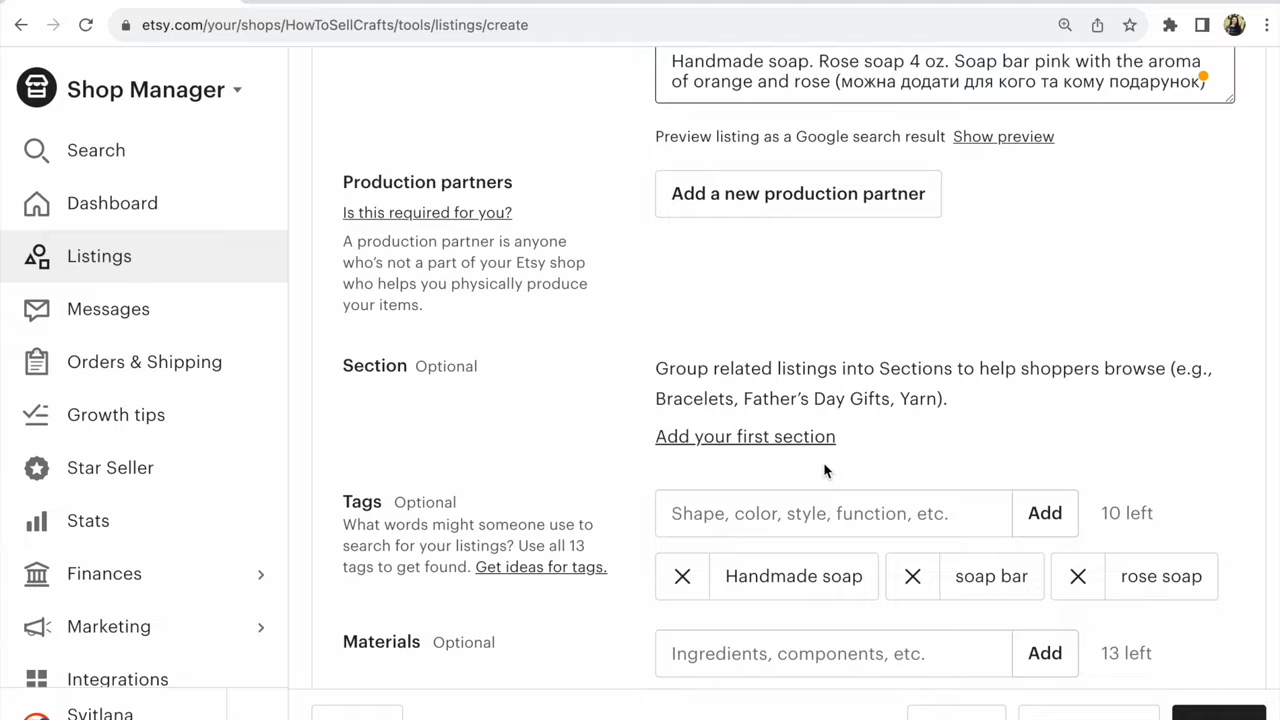 etsy.com/your/shops/HowToSellCrafts/tools/listings/create
Shop Manager
Search
Dashboard
Listings
Messages
Orders & Shipping
Growth tips
Star Seller
Stats
Finances
Marketing
Integrations
Svitlana
Handmade soap. Rose soap 4 oz. Soap bar pink with the aroma
of orange and rose (можна додати для кого та кому подарунок)
Preview listing as a Google search result Show preview
Production partners
Is this required for you?
A production partner is anyone
who's not a part of your Etsy shop
who helps you physically produce
your items.
Add a new production partner
Section Optional
Group related listings into Sections to help shoppers browse (e.g.,
Bracelets, Father's Day Gifts, Yarn).
Add your first section
Tags Optional
What words might someone use to
search for your listings? Use all 13
tags to get found. Get ideas for tags.
Shape, color, style, function, etc. Add 10 left
Handmade soap soap bar rose soap
Materials Optional
Ingredients, components, etc. Add 13 left